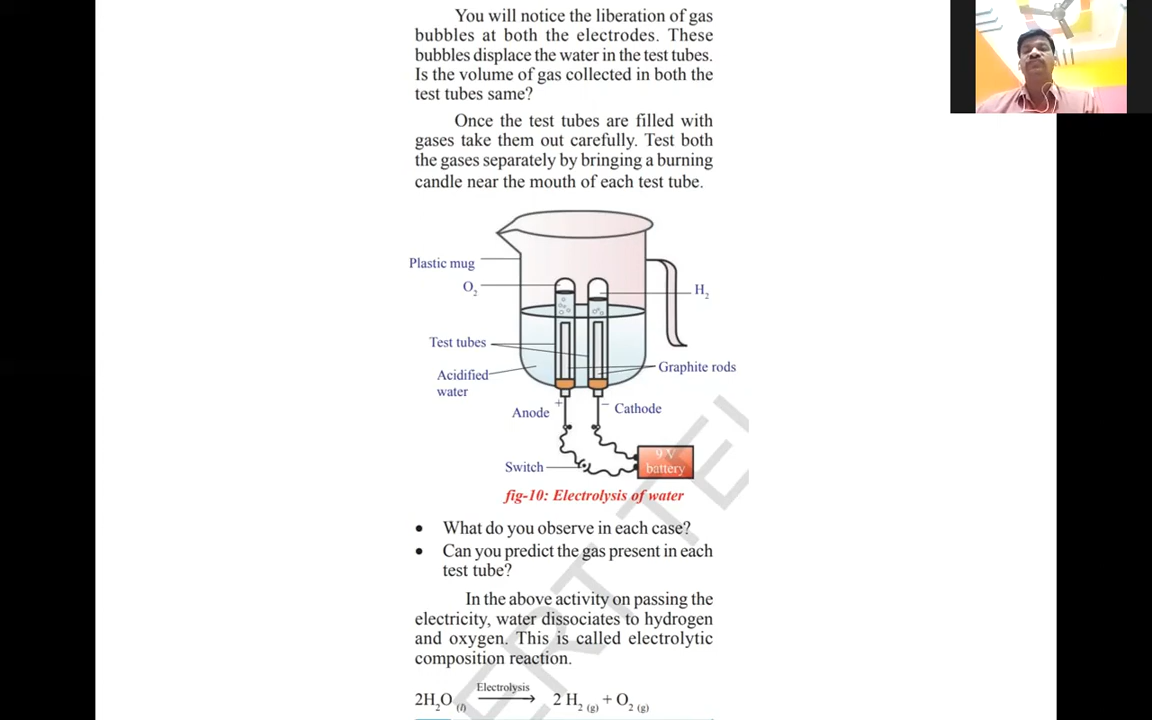 You will notice the liberation of gas
bubbles at both the electrodes. These
bubbles displace the water in the test tubes.
Is the volume of gas collected in both the
test tubes same?
Once the test tubes are filled with
gases take them out carefully. Test both
the gases separately by bringing a burning
candle near the mouth of each test tube.
Plastic mug
O₂
H₂
Test tubes
Graphite rods
Acidified
water
+
−
Anode
Cathode
9 V
battery
Switch
fig-10: Electrolysis of water
• What do you observe in each case?
• Can you predict the gas present in each
test tube?
In the above activity on passing the
electricity, water dissociates to hydrogen
and oxygen. This is called electrolytic
composition reaction.
Electrolysis
2H₂O (l) ⟶ 2 H₂ (g) + O₂ (g)